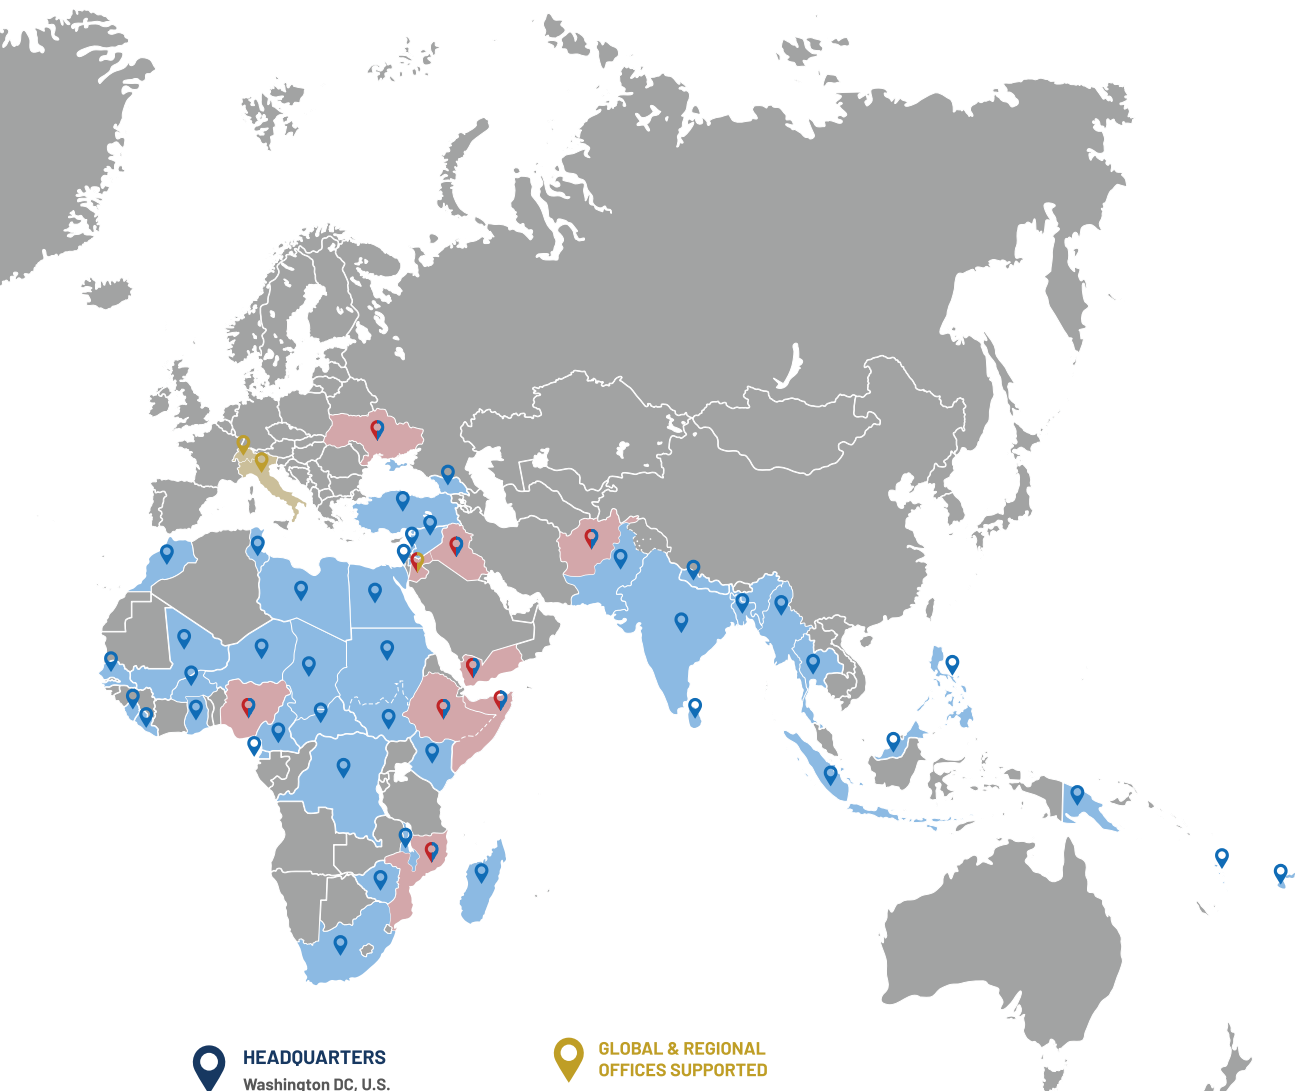 HEADQUARTERS
Washington DC, U.S.
GLOBAL & REGIONAL
OFFICES SUPPORTED